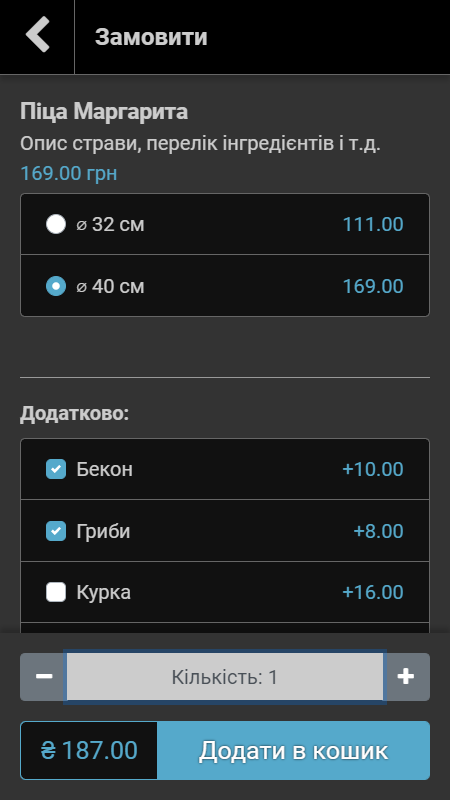 Замовити
Піца Маргарита
Опис страви, перелік інгредієнтів і т.д.
169.00 грн
⌀ 32 см 111.00
⌀ 40 см 169.00
Додатково:
Бекон +10.00
Гриби +8.00
Курка +16.00
Кількість: 1
₴ 187.00 Додати в кошик